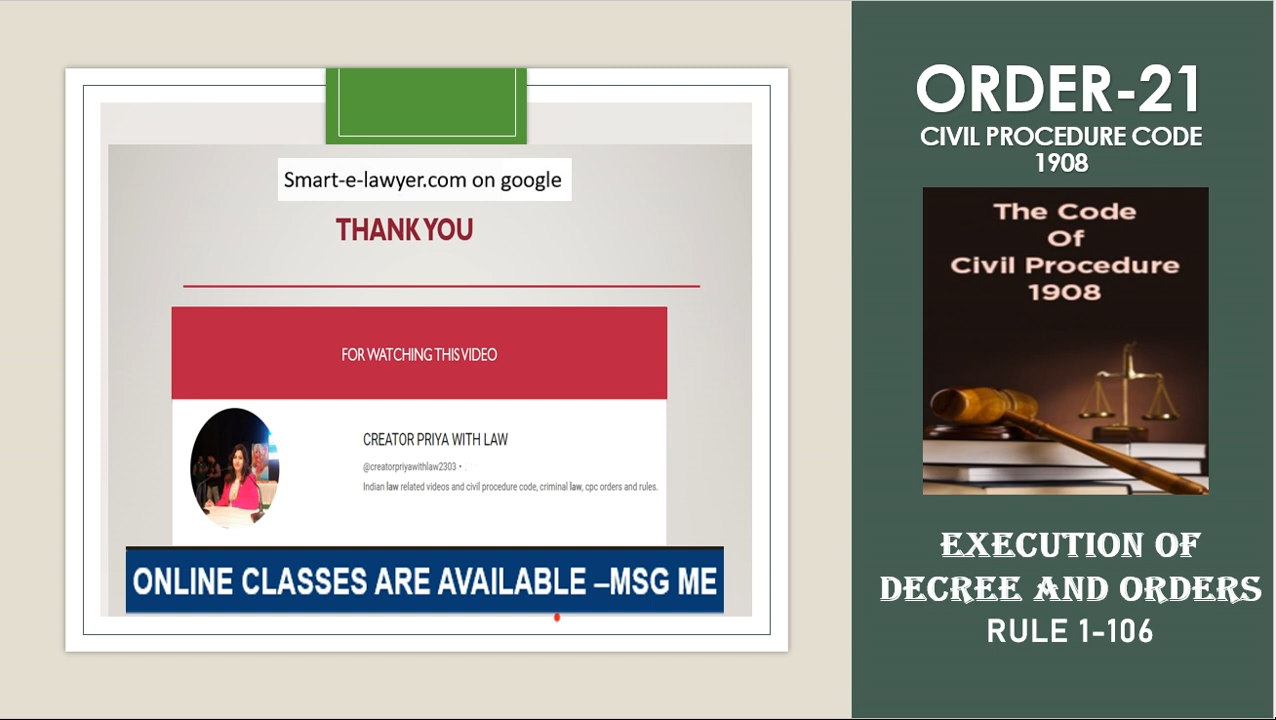 Smart-e-lawyer.com on google
THANK YOU
FOR WATCHING THIS VIDEO
CREATOR PRIYA WITH LAW
@creatorpriyawithlaw2303 •
Indian law related videos and civil procedure code, criminal law, cpc orders and rules.
ONLINE CLASSES ARE AVAILABLE –MSG ME
ORDER-21
CIVIL PROCEDURE CODE
1908
The Code
Of
Civil Procedure
1908
EXECUTION OF
DECREE AND ORDERS
RULE 1-106